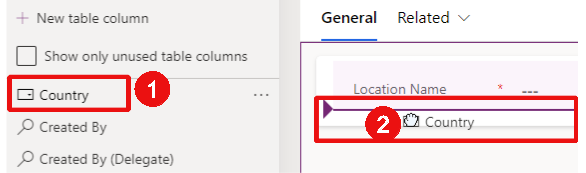 New table column
Show only unused table columns
Country
1
Created By
Created By (Delegate)
General Related
Location Name * ---
2 Country